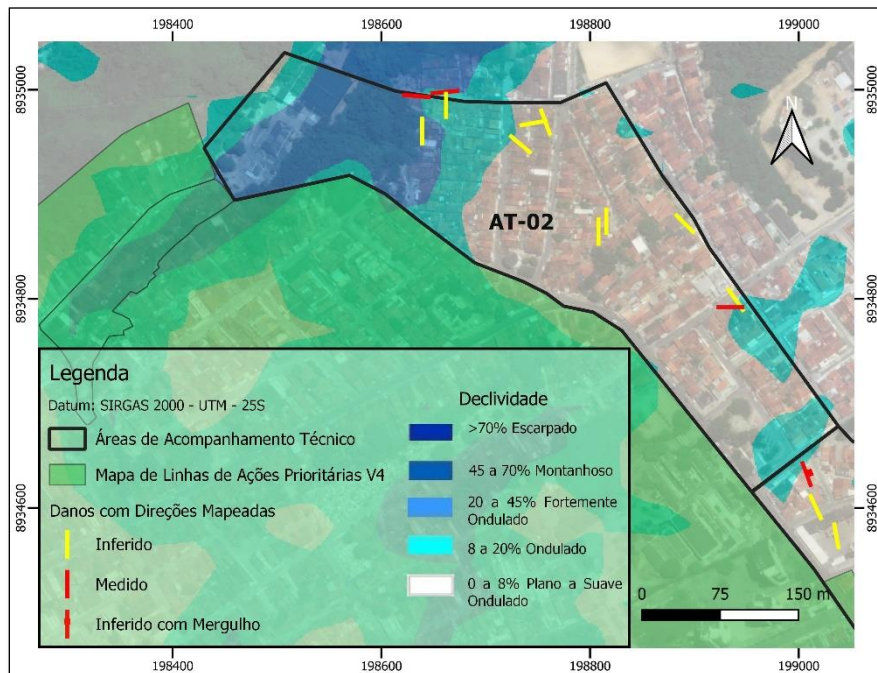 198400 198600 198800 199000
8935000 8935000
N
AT-02
8934800 8934800
Legenda
Datum: SIRGAS 2000 - UTM - 25S
Áreas de Acompanhamento Técnico
Mapa de Linhas de Ações Prioritárias V4
Danos com Direções Mapeadas
Inferido
Medido
Inferido com Mergulho
Declividade
>70% Escarpado
45 a 70% Montanhoso
20 a 45% Fortemente
Ondulado
8 a 20% Ondulado
0 a 8% Plano a Suave
Ondulado
8934600 8934600
0 75 150 m
198400 198600 198800 199000